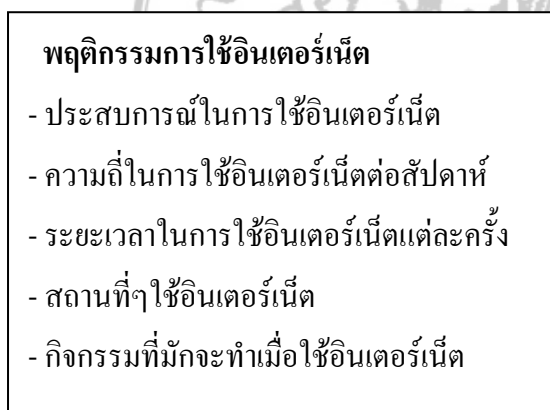 พฤติกรรมการใช้อินเตอร์เน็ต
- ประสบการณ์ในการใช้อินเตอร์เน็ต
- ความถี่ในการใช้อินเตอร์เน็ตต่อสัปดาห์
- ระยะเวลาในการใช้อินเตอร์เน็ตแต่ละครั้ง
- สถานที่ๆใช้อินเตอร์เน็ต
- กิจกรรมที่มักจะทำเมื่อใช้อินเตอร์เน็ต